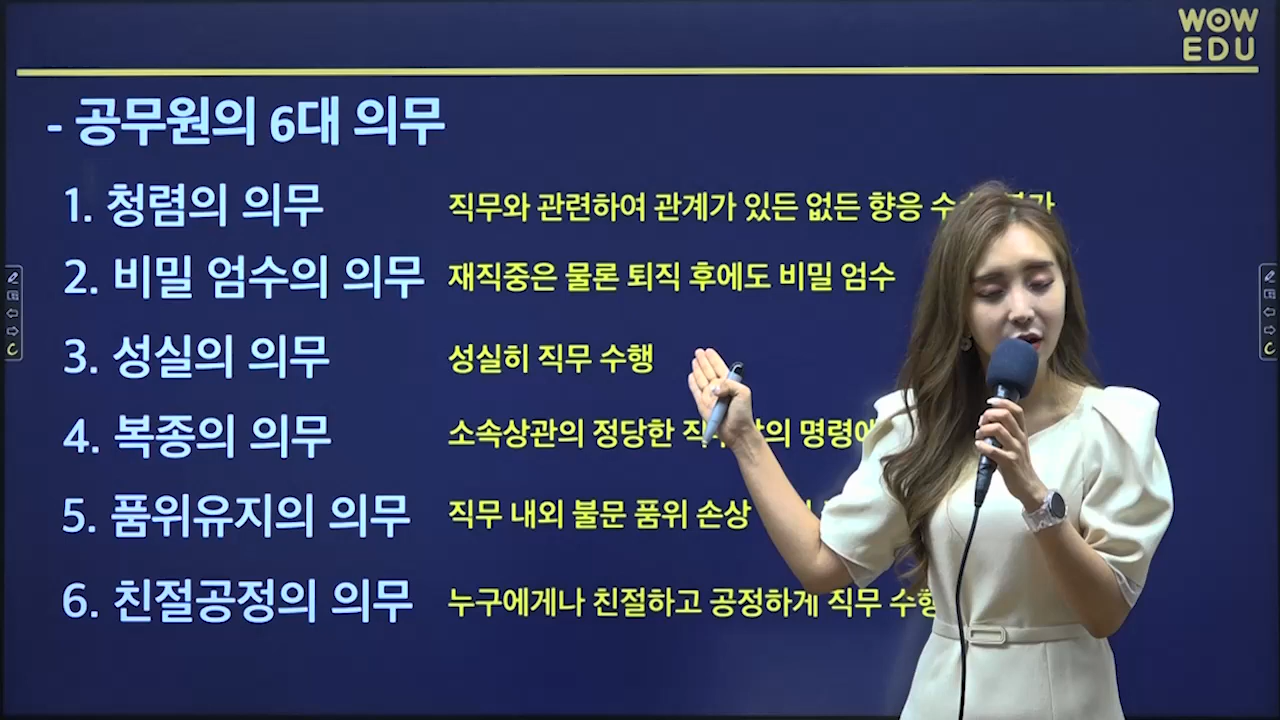 WOW
EDU
- 공무원의 6대 의무
1. 청렴의 의무 직무와 관련하여 관계가 있든 없든 향응
2. 비밀 엄수의 의무 재직중은 물론 퇴직 후에도 비밀 엄수
3. 성실의 의무 성실히 직무 수행
4. 복종의 의무 소속상관의 정당한 명령에
5. 품위유지의 의무 직무 내외 불문 품위 손상
6. 친절공정의 의무 누구에게나 친절하고 공정하게 직무 수행